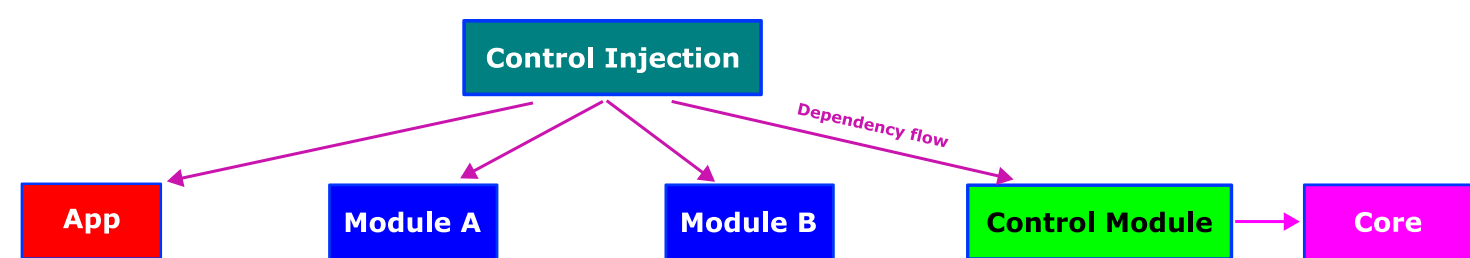 Control Injection
Dependency flow
App
Module A
Module B
Control Module
Core